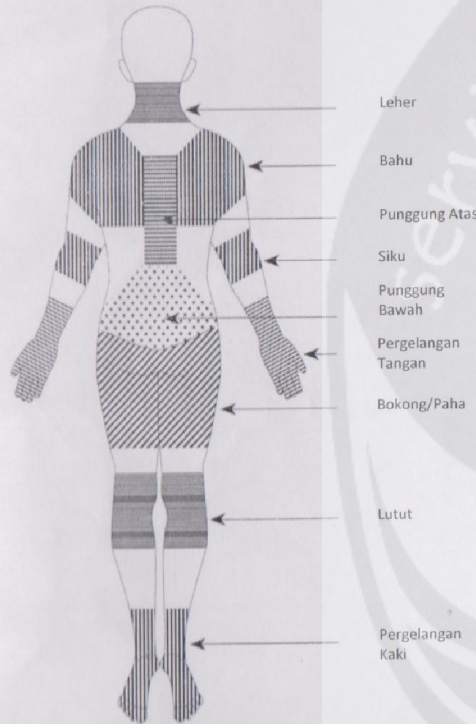 Leher
Bahu
Punggung Atas
Siku
Punggung
Bawah
Pergelangan
Tangan
Bokong/Paha
Lutut
Pergelangan
Kaki